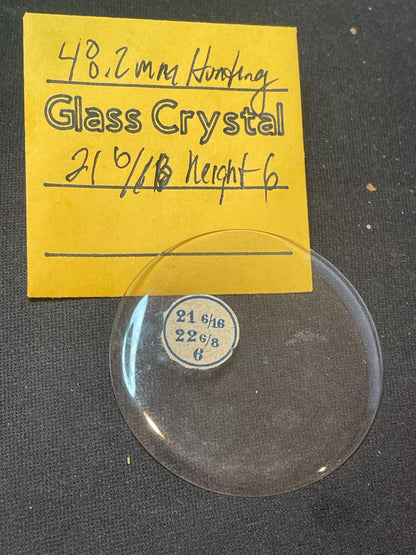 48.2mm Hunting
Glass Crystal
21 6/16 height 6
21 6/16
22 6/8
6